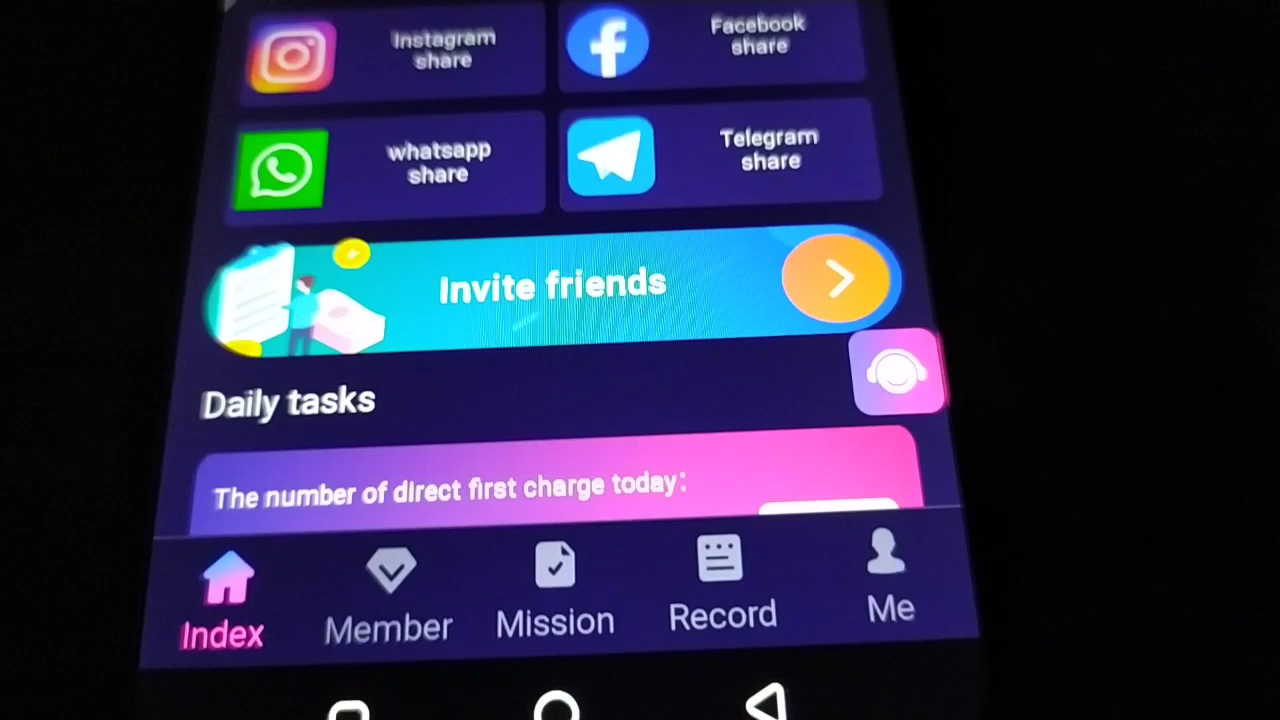 Instagram
share
Facebook
share
whatsapp
share
Telegram
share
Invite friends
Daily tasks
The number of direct first charge today:
Index
Member
Mission
Record
Me